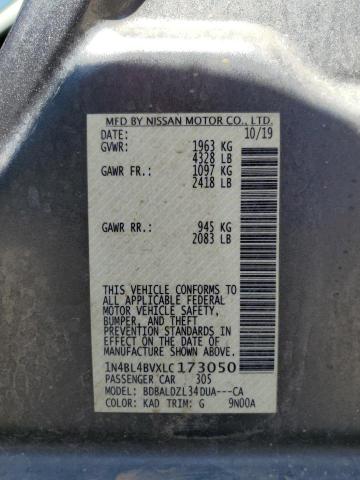 MFD BY NISSAN MOTOR CO., LTD.
DATE: 10/19
GVWR: 1963 KG
4328 LB
GAWR FR.: 1097 KG
2418 LB
GAWR RR.: 945 KG
2083 LB
THIS VEHICLE CONFORMS TO
ALL APPLICABLE FEDERAL
MOTOR VEHICLE SAFETY,
BUMPER, AND THEFT
PREVENTION STANDARDS IN
EFFECT ON THE DATE OF
MANUFACTURE SHOWN ABOVE.
1N4BL4BVXLC173050
PASSENGER CAR 305
MODEL: BDBALDZL34DUA---CA
COLOR: KAD TRIM: G 9N00A